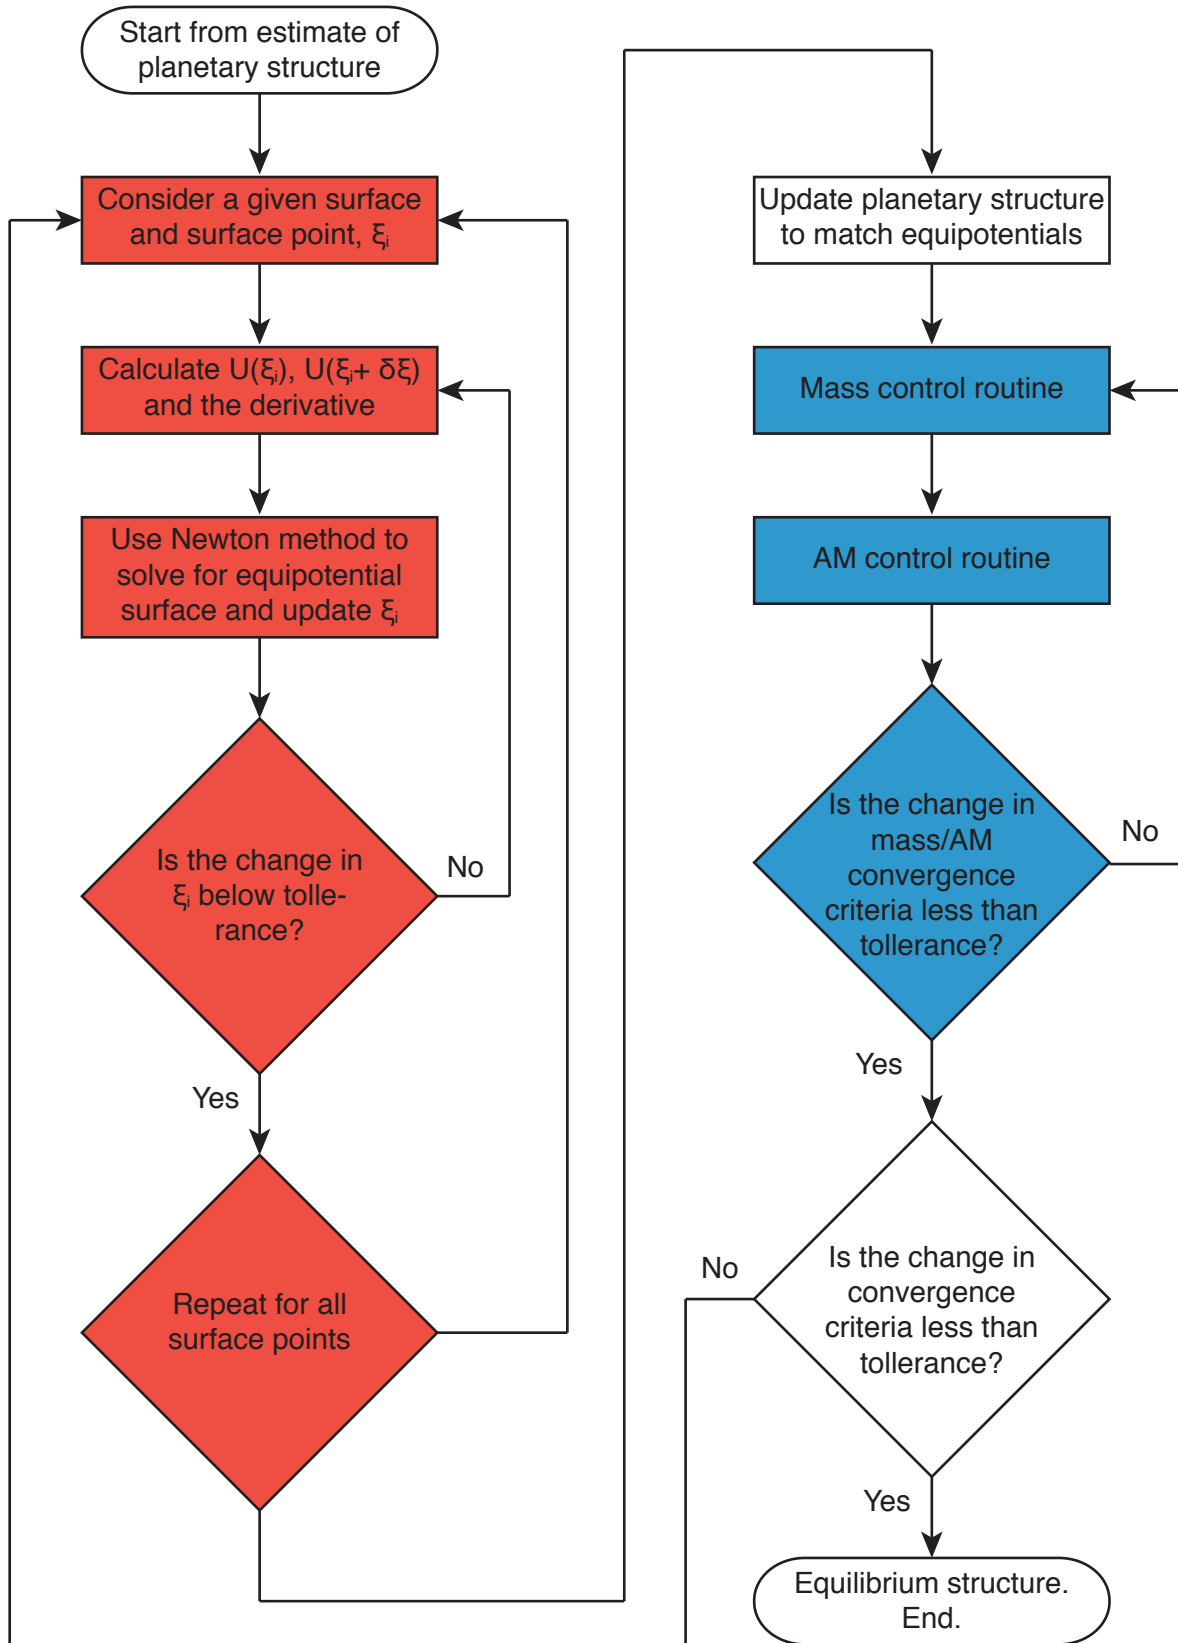 Start from estimate of
planetary structure
Consider a given surface
and surface point, ξᵢ
Calculate U(ξᵢ), U(ξᵢ+ δξ)
and the derivative
Use Newton method to
solve for equipotential
surface and update ξᵢ
Is the change in
ξᵢ below tolle-
rance?
No
Yes
Repeat for all
surface points
Update planetary structure
to match equipotentials
Mass control routine
AM control routine
Is the change in
mass/AM
convergence
criteria less than
tollerance?
No
Yes
Is the change in
convergence
criteria less than
tollerance?
No
Yes
Equilibrium structure.
End.